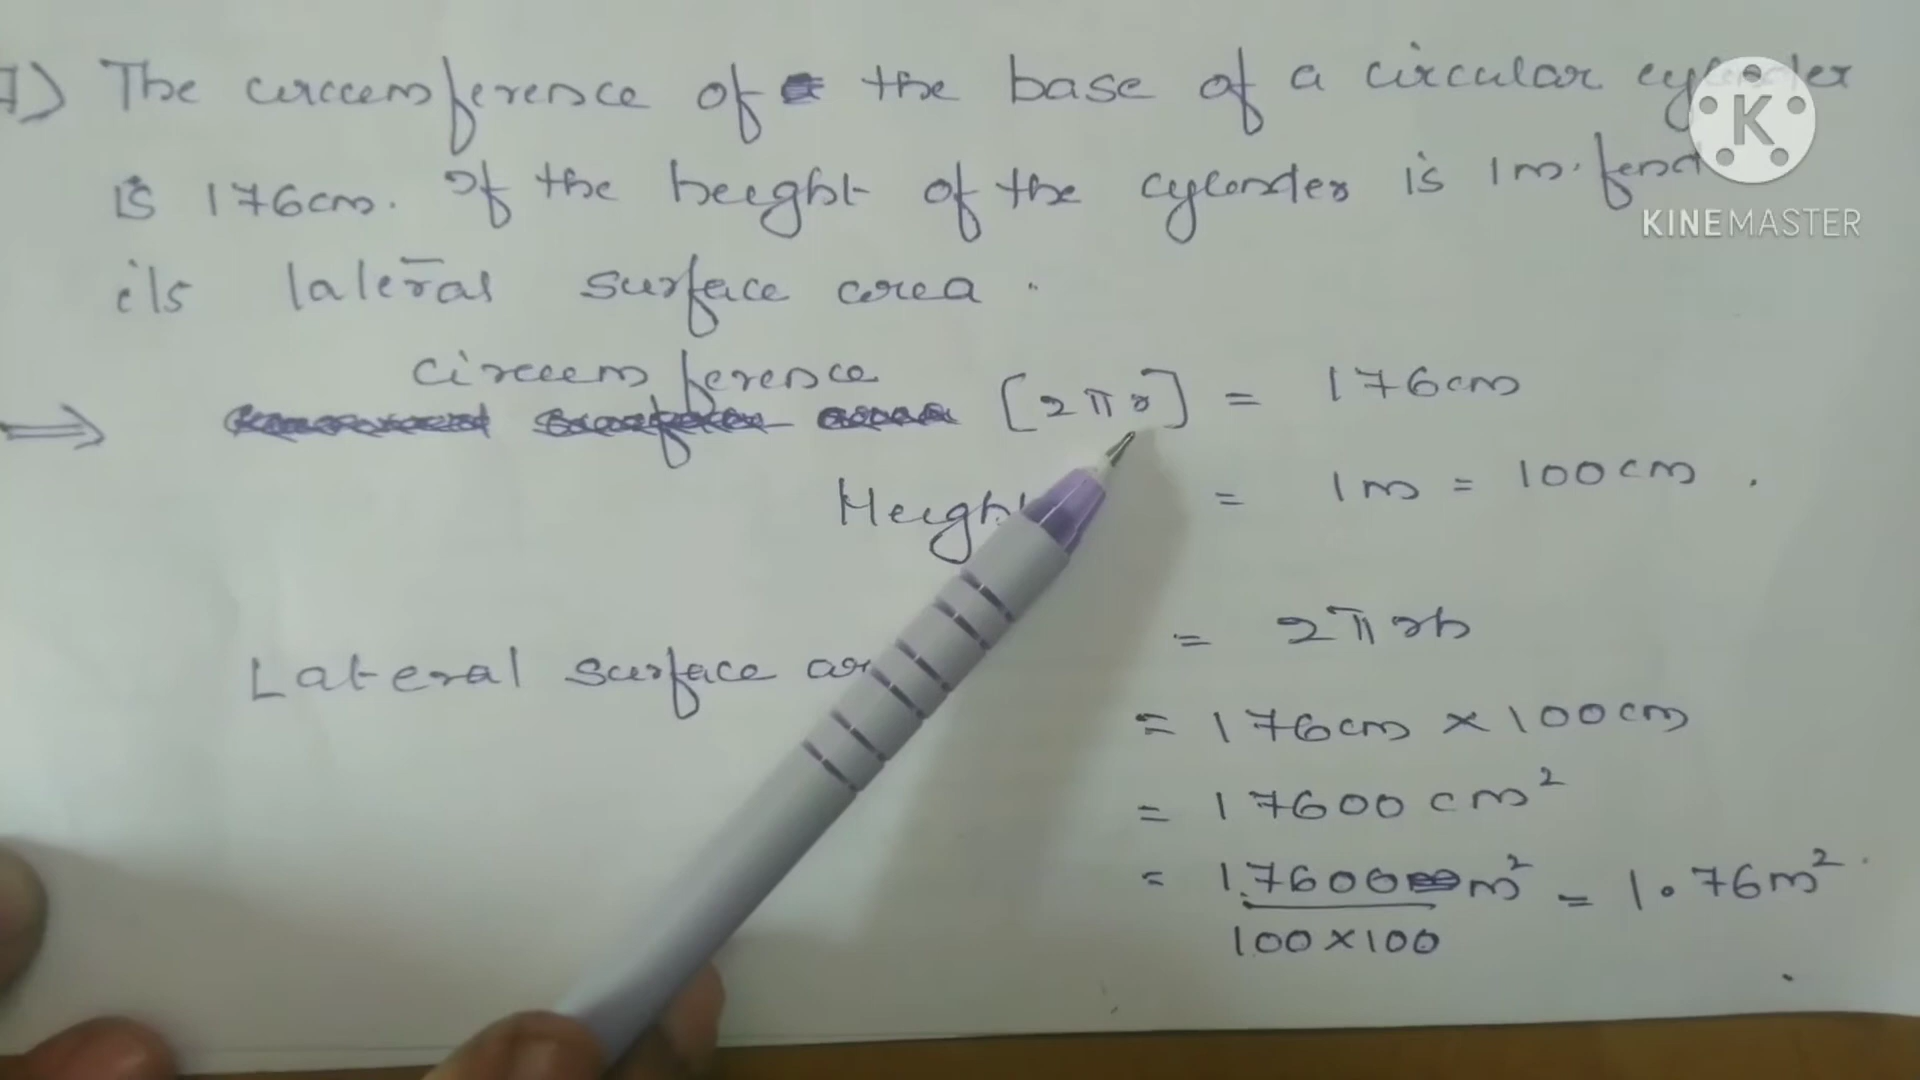 7) The circumference of the base of a circular cylinder
is 176cm. If the height of the cylinder is 1m. find
its lateral surface area.
circumference
⇒ [2πr] = 176cm
Height = 1m = 100cm.
Lateral surface = 2πrh
= 176cm × 100cm
= 17600 cm²
= 17600 m² = 1.76m².
100×100
K
KINEMASTER